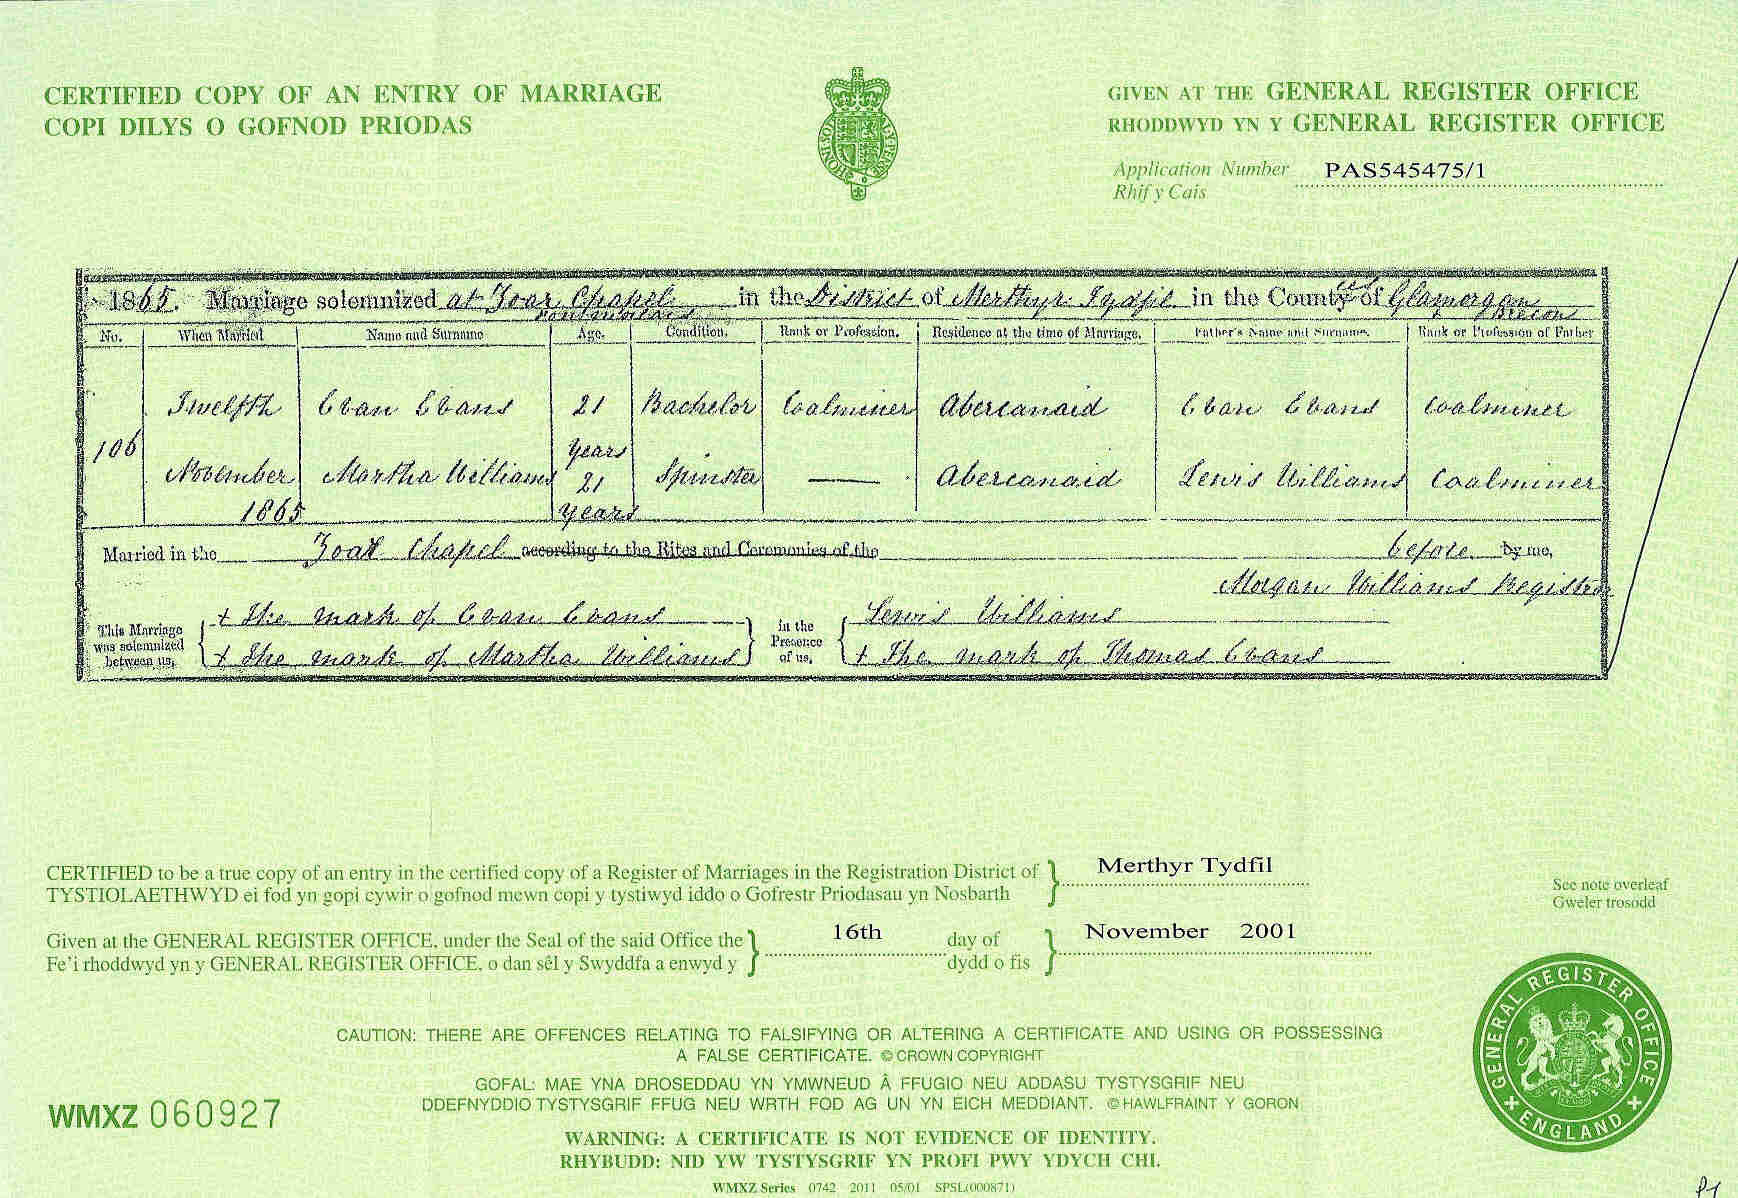 CERTIFIED COPY OF AN ENTRY OF MARRIAGE
COPI DILYS O GOFNOD PRIODAS
GIVEN AT THE GENERAL REGISTER OFFICE
RHODDWYD YN Y GENERAL REGISTER OFFICE
Application Number PAS545475/1
Rhif y Cais
1865. Marriage solemnized at Zoar Chapel in the District of Merthyr Tydfil in the Counties of Glamorgan
Brecon
No. When Married Name and Surname Age. Condition. Rank or Profession. Residence at the time of Marriage. Father's Name and Surname. Rank or Profession of Father
Twelfth Evan Evans 21 Bachelor Coalminer Abercanaid Evan Evans Coalminer
106 years
November Martha Williams 21 Spinster — Abercanaid Lewis Williams Coalminer
1865 years
Married in the Zoar Chapel according to the Rites and Ceremonies of the before by me,
Morgan Williams Registrar
This Marriage was solemnized between us, x The mark of Evan Evans in the Presence of us, Lewis Williams
x The mark of Martha Williams x The mark of Thomas Evans
CERTIFIED to be a true copy of an entry in the certified copy of a Register of Marriages in the Registration District of Merthyr Tydfil
TYSTIOLAETHWYD ei fod yn gopi cywir o gofnod mewn copi y tystiwyd iddo o Gofrestr Priodasau yn Nosbarth
See note overleaf
Gweler trosodd
Given at the GENERAL REGISTER OFFICE, under the Seal of the said Office the 16th day of November 2001
Fe'i rhoddwyd yn y GENERAL REGISTER OFFICE, o dan sêl y Swyddfa a enwyd y dydd o fis
CAUTION: THERE ARE OFFENCES RELATING TO FALSIFYING OR ALTERING A CERTIFICATE AND USING OR POSSESSING
A FALSE CERTIFICATE. © CROWN COPYRIGHT
GOFAL: MAE YNA DROSEDDAU YN YMWNEUD Â FFUGIO NEU ADDASU TYSTYSGRIF NEU
DDEFNYDDIO TYSTYSGRIF FFUG NEU WRTH FOD AG UN YN EICH MEDDIANT. © HAWLFRAINT Y GORON
WMXZ 060927
WARNING: A CERTIFICATE IS NOT EVIDENCE OF IDENTITY.
RHYBUDD: NID YW TYSTYSGRIF YN PROFI PWY YDYCH CHI.
WMXZ Series 0742 2011 05/01 SPSL(000871)
GENERAL REGISTER OFFICE
ENGLAND